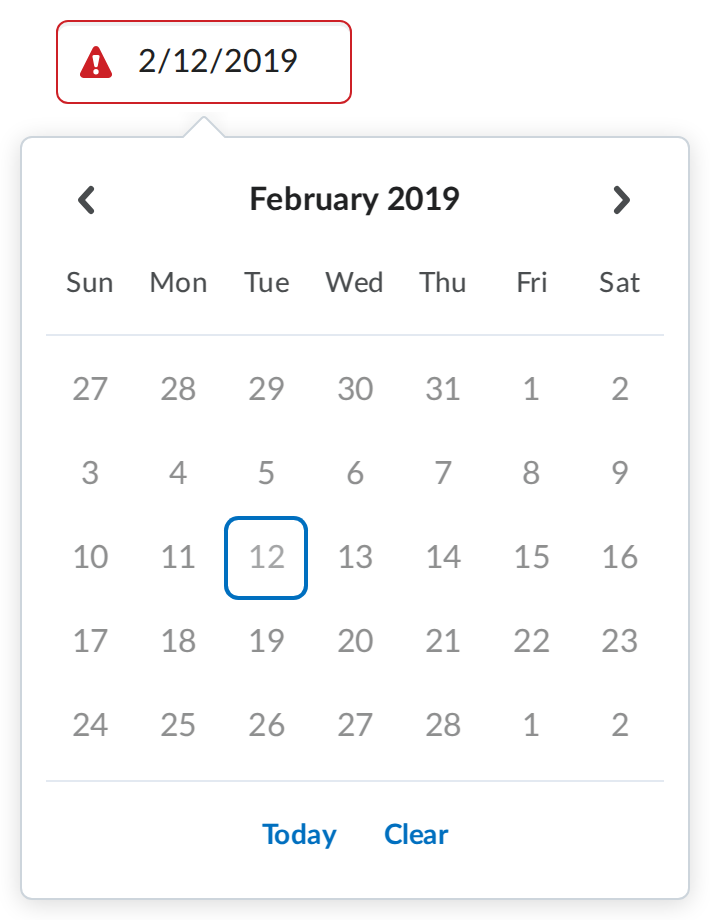 2/12/2019
February 2019
Sun Mon Tue Wed Thu Fri Sat
27 28 29 30 31 1 2
3 4 5 6 7 8 9
10 11 12 13 14 15 16
17 18 19 20 21 22 23
24 25 26 27 28 1 2
Today Clear